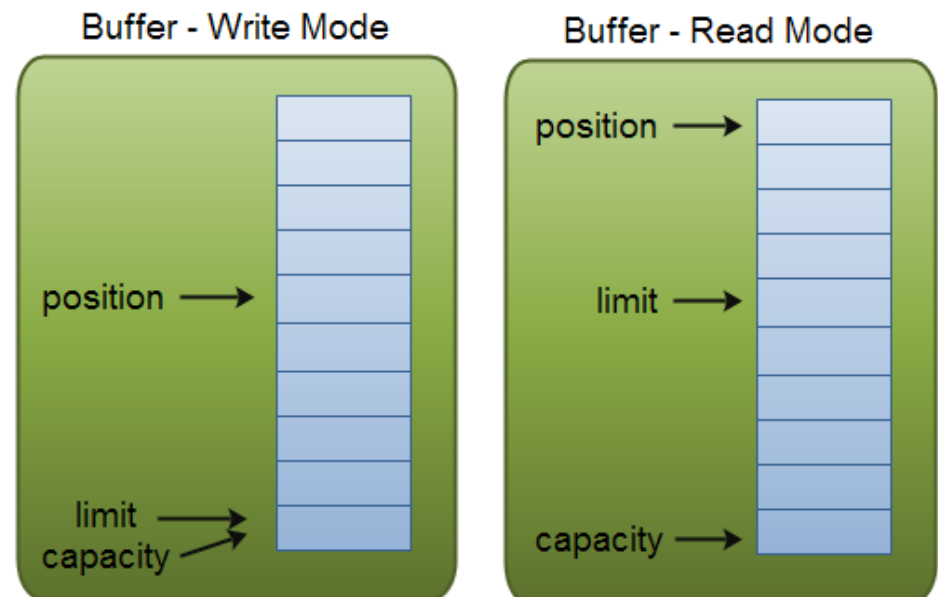 Buffer - Write Mode
position
limit
capacity
Buffer - Read Mode
position
limit
capacity